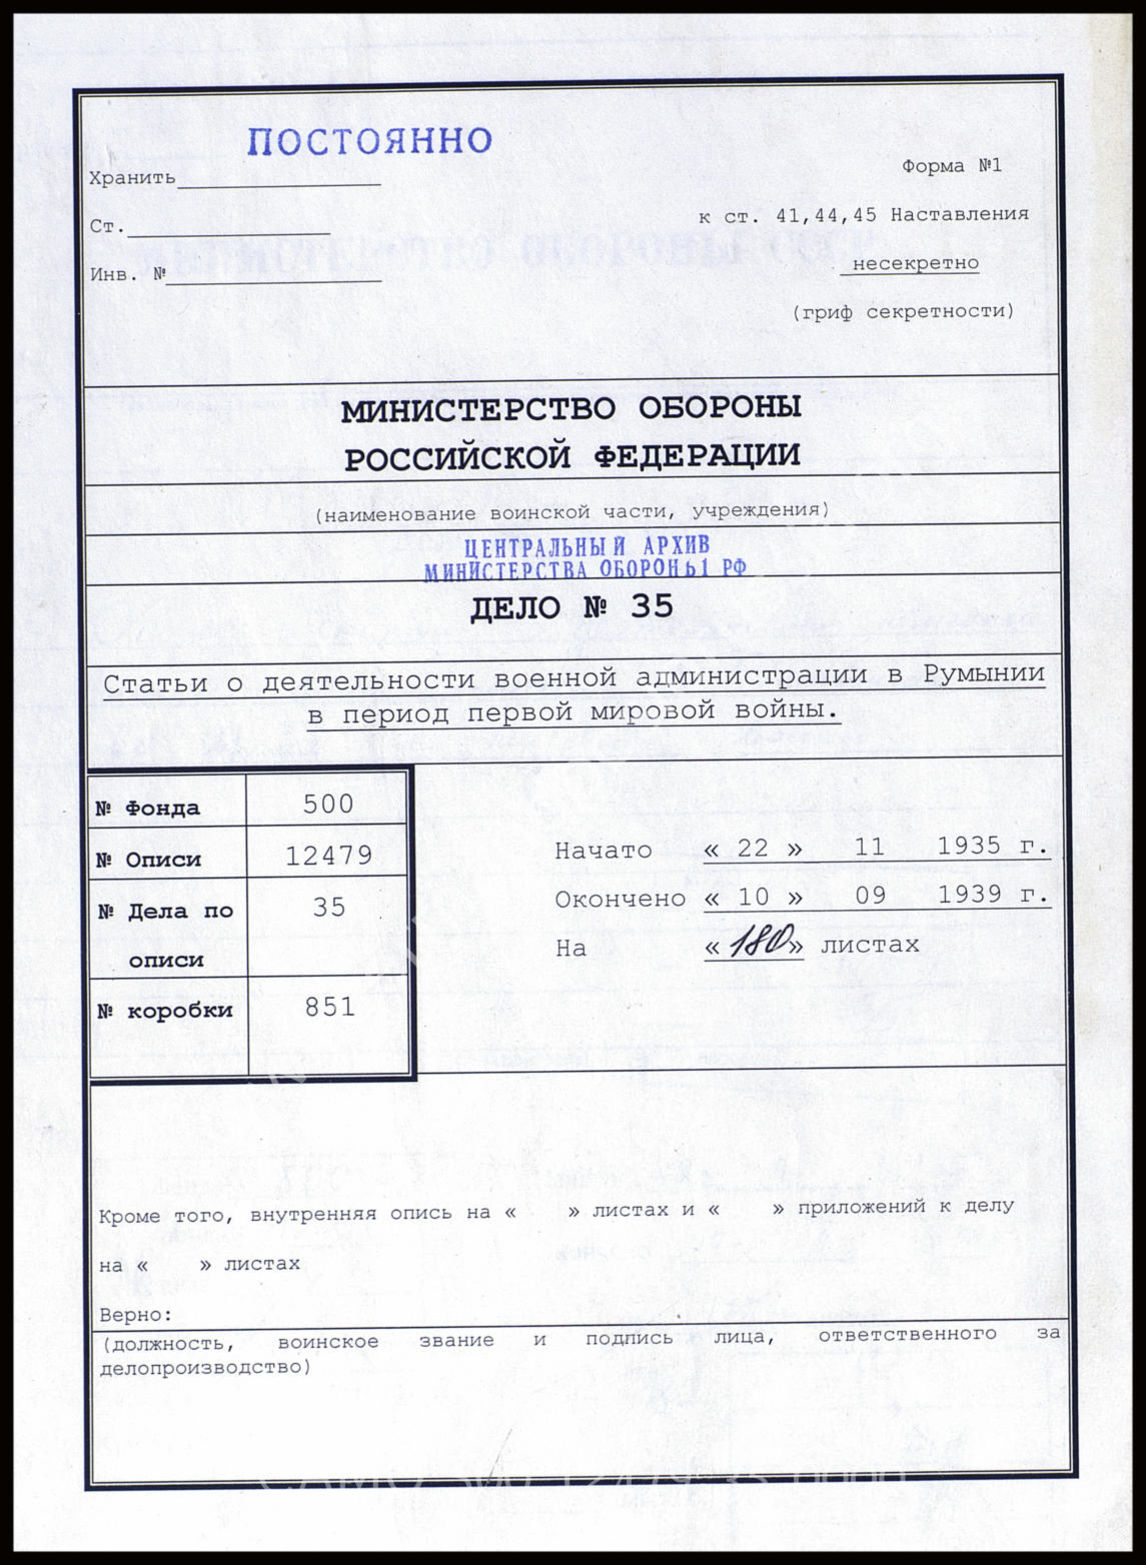 ПОСТОЯННО
Хранить
Форма №1
Ст.
к ст. 41,44,45 Наставления
Инв. №
несекретно
(гриф секретности)
МИНИСТЕРСТВО ОБОРОНЫ
РОССИЙСКОЙ ФЕДЕРАЦИИ
(наименование воинской части, учреждения)
ЦЕНТРАЛЬНЫЙ АРХИВ
МИНИСТЕРСТВА ОБОРОНЫ РФ
ДЕЛО № 35
Статьи о деятельности военной администрации в Румынии
в период первой мировой войны.
№ Фонда 500
№ Описи 12479
№ Дела по 35
описи
№ коробки 851
Начато « 22 » 11 1935 г.
Окончено « 10 » 09 1939 г.
На «180» листах
Кроме того, внутренняя опись на « » листах и « » приложений к делу
на « » листах
Верно:
(должность, воинское звание и подпись лица, ответственного за
делопроизводство)